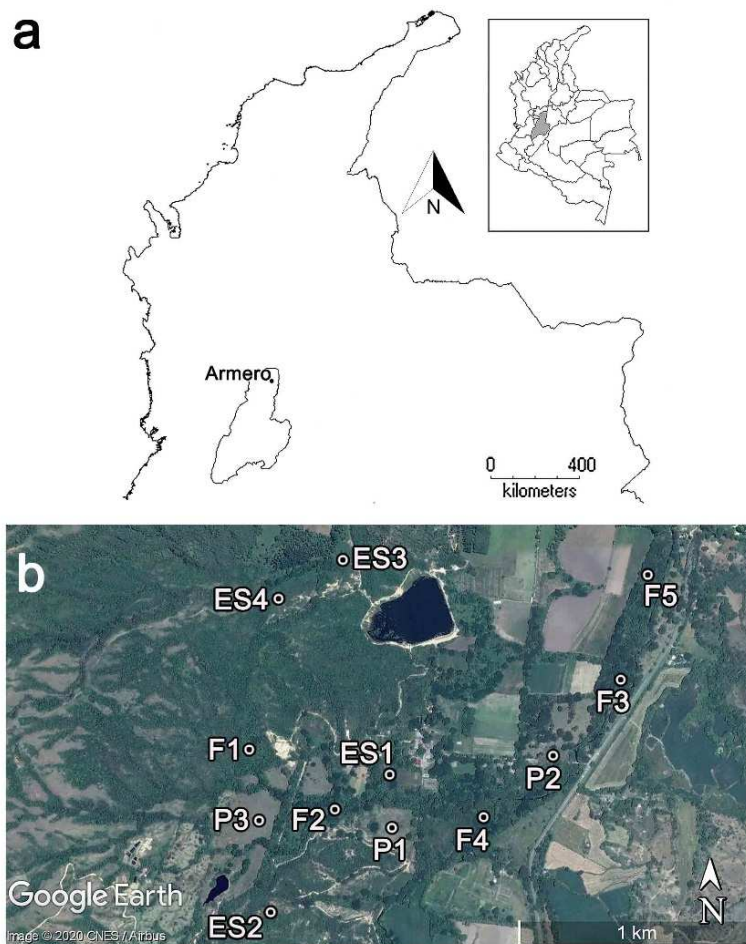 a
N
Armero
0 400
kilometers
b
ES3
ES4
F5
F3
F1
ES1
P2
P3
F2
P1
F4
ES2
Google Earth
Image © 2020 CNES / Airbus
N
1 km